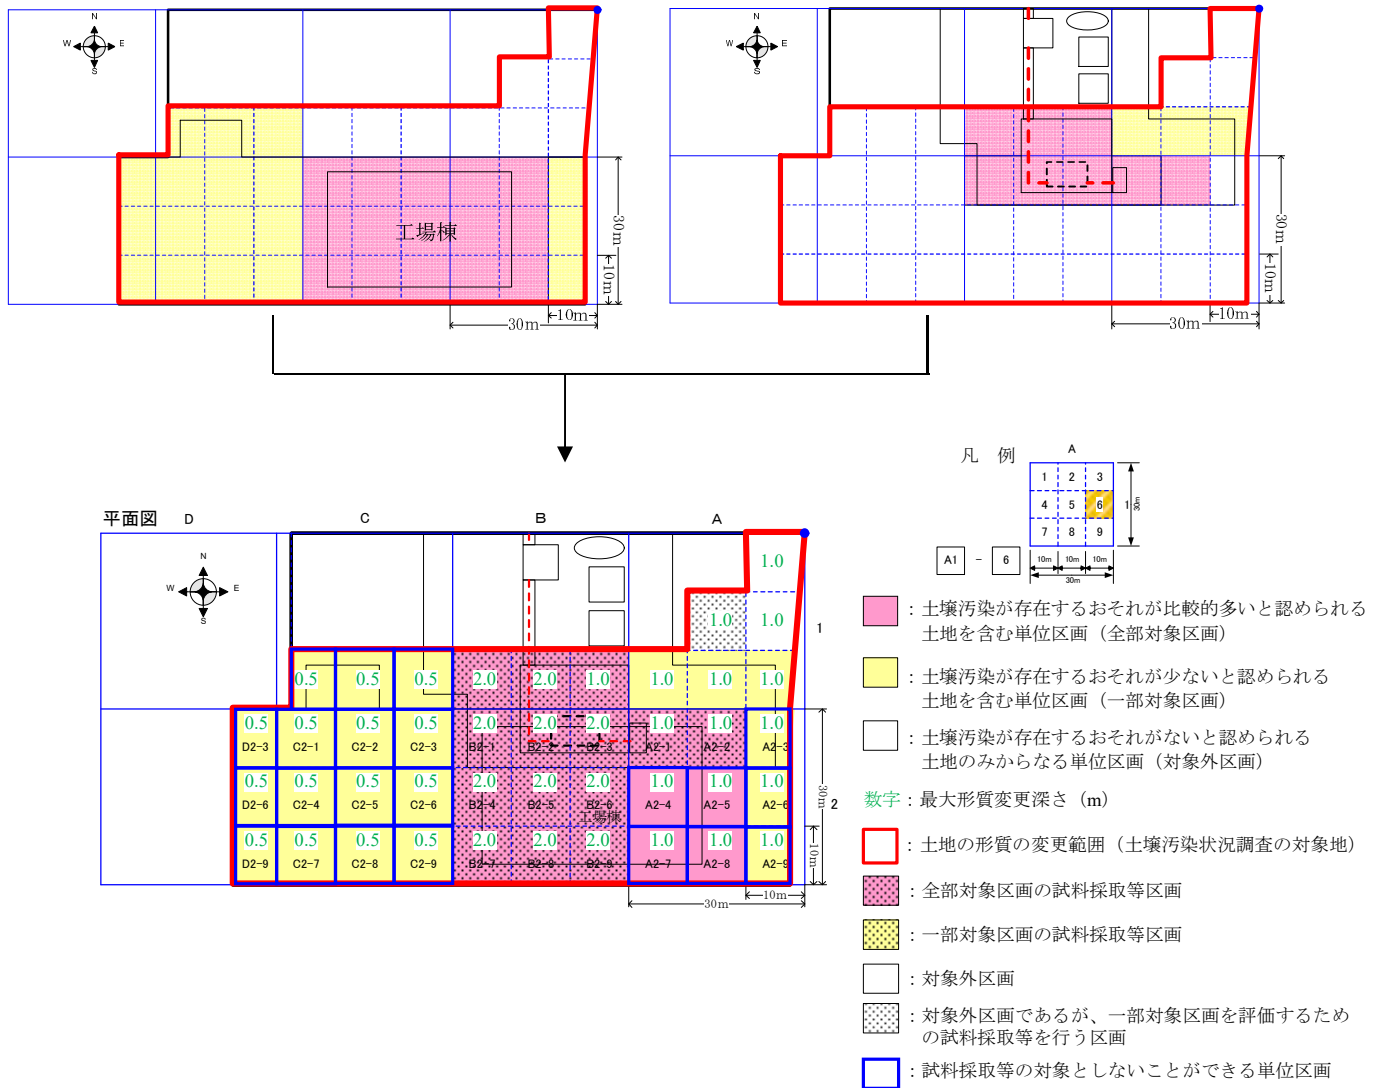 N
W E
S
工場棟
30m
10m
10m
30m
N
W E
S
30m
10m
10m
30m
平面図 D C B A
N
W E
S
1.0
1.0 1.0
1
0.5 0.5 0.5 2.0 2.0 1.0 1.0 1.0 1.0
0.5 0.5 0.5 0.5 2.0 2.0 2.0 1.0 1.0 1.0
D2-3 C2-1 C2-2 C2-3 B2-1 B2-2 B2-3 A2-1 A2-2 A2-3
0.5 0.5 0.5 0.5 2.0 2.0 2.0 1.0 1.0 1.0
D2-6 C2-4 C2-5 C2-6 B2-4 B2-5 B2-6 A2-4 A2-5 A2-6
30m 2
工場棟
0.5 0.5 0.5 0.5 2.0 2.0 2.0 1.0 1.0 1.0
D2-9 C2-7 C2-8 C2-9 B2-7 B2-8 B2-9 A2-7 A2-8 A2-9
10m
10m
30m
凡 例 A
1 2 3
4 5 6 1 30m
7 8 9
A1 - 6 10m 10m 10m
30m
：土壌汚染が存在するおそれが比較的多いと認められる
土地を含む単位区画（全部対象区画）
：土壌汚染が存在するおそれが少ないと認められる
土地を含む単位区画（一部対象区画）
：土壌汚染が存在するおそれがないと認められる
土地のみからなる単位区画（対象外区画）
数字：最大形質変更深さ（m）
：土地の形質の変更範囲（土壌汚染状況調査の対象地）
：全部対象区画の試料採取等区画
：一部対象区画の試料採取等区画
：対象外区画
：対象外区画であるが、一部対象区画を評価するため
の試料採取等を行う区画
：試料採取等の対象としないことができる単位区画